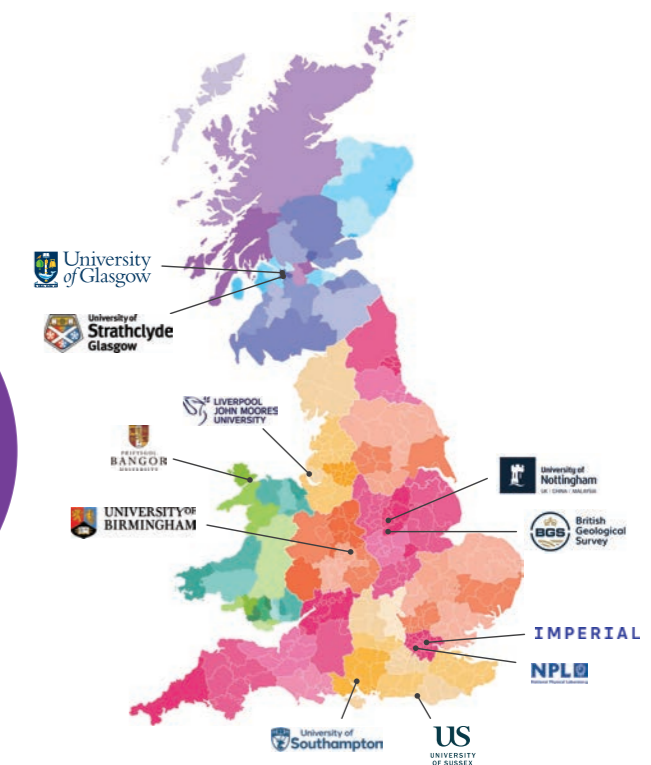 University
of Glasgow
University of
Strathclyde
Glasgow
LIVERPOOL
JOHN MOORES
UNIVERSITY
PRIFYSGOL
BANGOR
UNIVERSITY
UNIVERSITY OF
BIRMINGHAM
University of
Nottingham
UK | CHINA | MALAYSIA
BGS
British
Geological
Survey
IMPERIAL
NPL
National Physical Laboratory
University of
Southampton
US
UNIVERSITY
OF SUSSEX